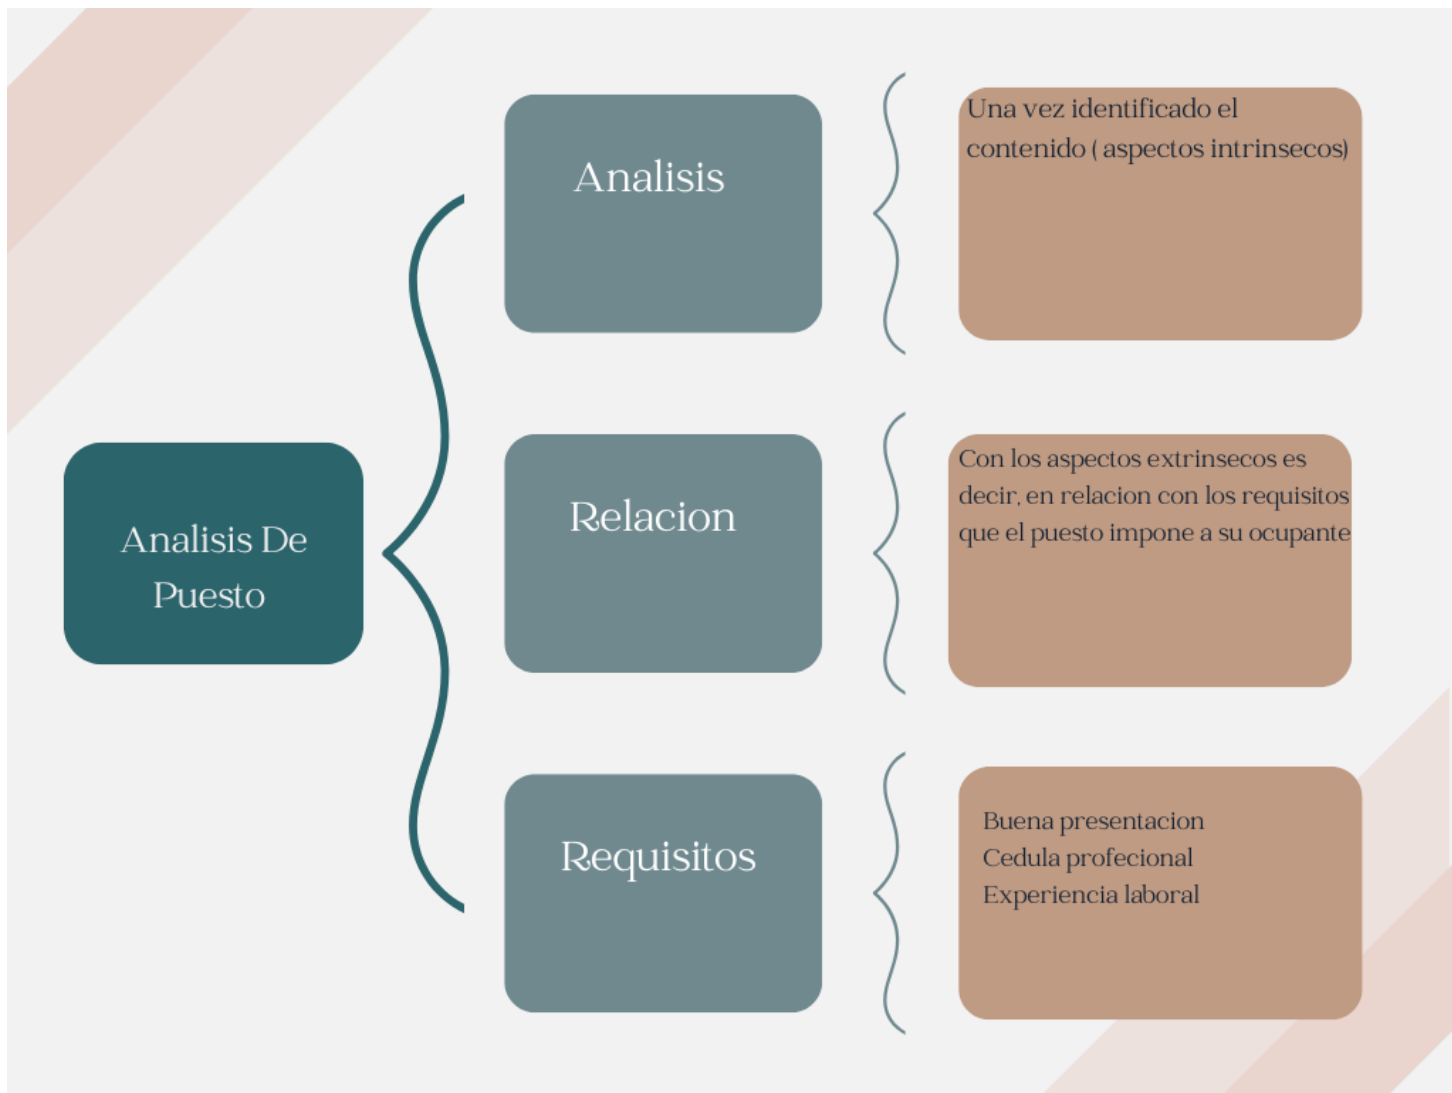 Analisis De
Puesto
Analisis
Una vez identificado el
contenido ( aspectos intrinsecos)
Relacion
Con los aspectos extrinsecos es
decir, en relacion con los requisitos
que el puesto impone a su ocupante
Requisitos
Buena presentacion
Cedula profecional
Experiencia laboral